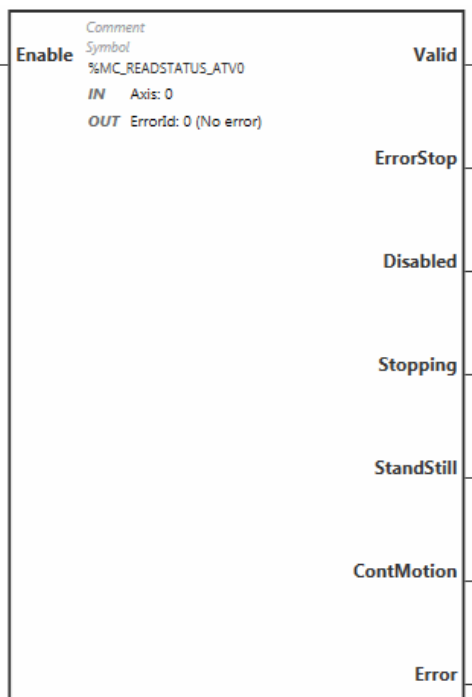 Comment
Enable Symbol Valid
%MC_READSTATUS_ATV0
IN Axis: 0
OUT ErrorId: 0 (No error)
ErrorStop
Disabled
Stopping
StandStill
ContMotion
Error